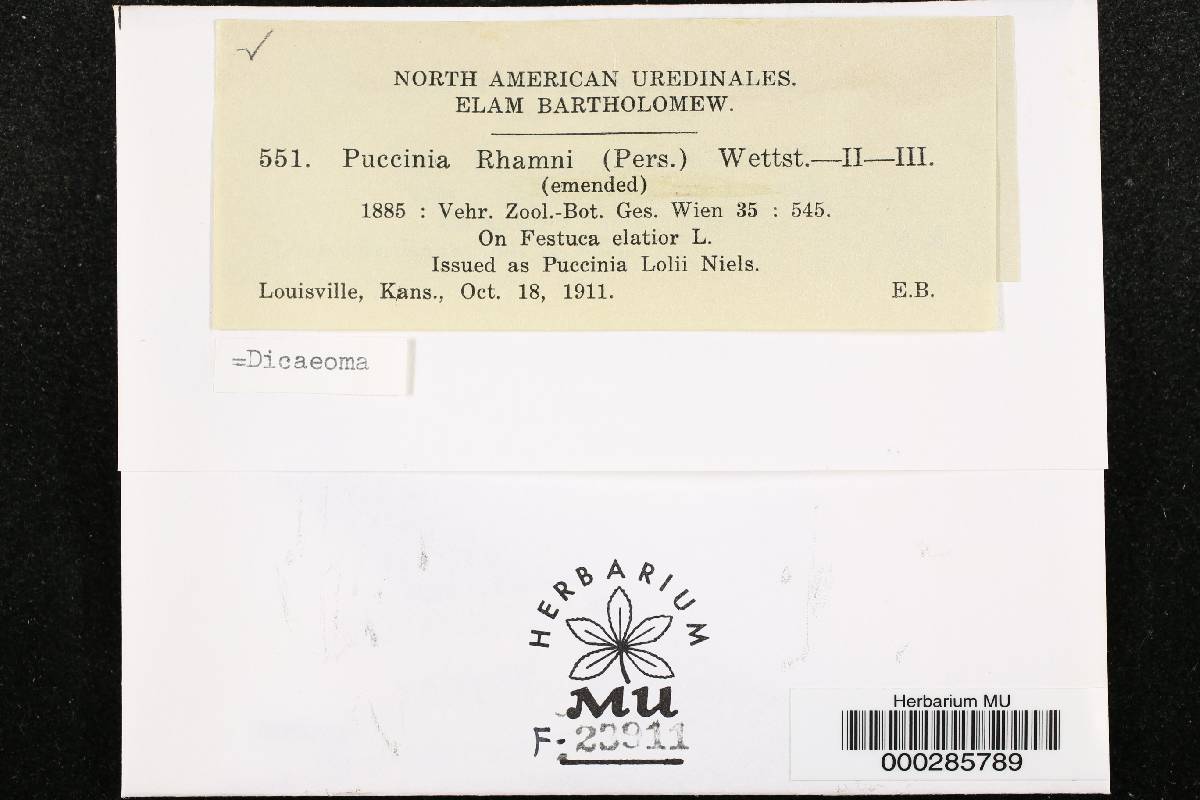 NORTH AMERICAN UREDINALES.
ELAM BARTHOLOMEW.
551. Puccinia Rhamni (Pers.) Wettst.—II—III.
(emended)
1885 : Vehr. Zool.-Bot. Ges. Wien 35 : 545.
On Festuca elatior L.
Issued as Puccinia Lolii Niels.
Louisville, Kans., Oct. 18, 1911. E.B.
=Dicaeoma
HERBARIUM
MU
F. 23911
Herbarium MU
000285789